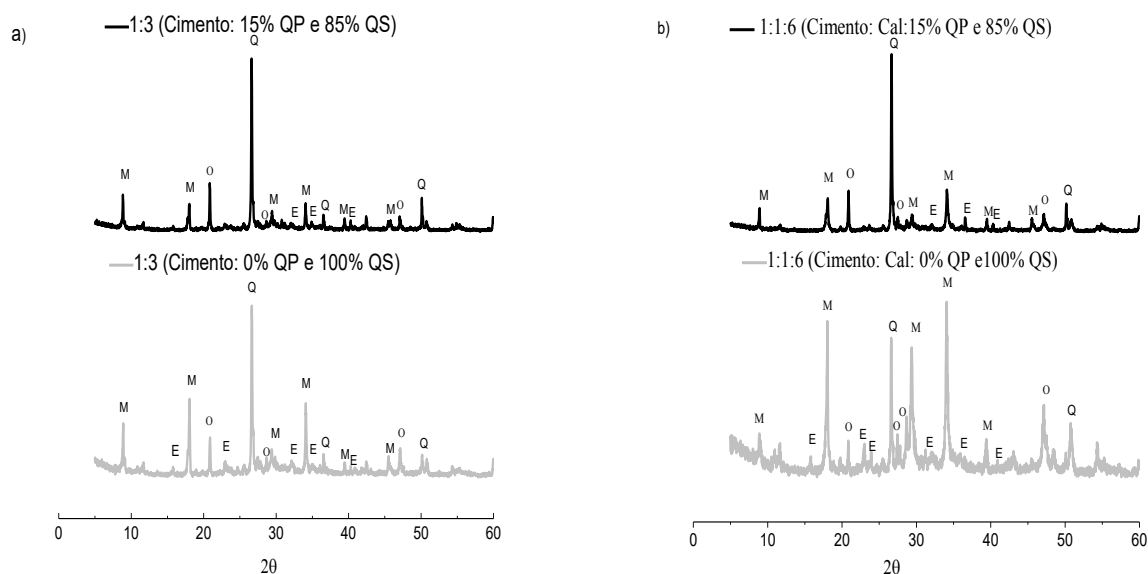 a)
1:3 (Cimento: 15% QP e 85% QS)
Q
M
M
O
O
M
E
M
E
Q
M
E
M
O
Q
1:3 (Cimento: 0% QP e 100% QS)
Q
M
E
M
O
E
O
M
E
M
E
Q
M
E
M
O
Q
0 10 20 30 40 50 60
2θ
b)
1:1:6 (Cimento: Cal:15% QP e 85% QS)
Q
M
M
O
O
M
E
M
E
M
E
M
O
Q
1:1:6 (Cimento: Cal: 0% QP e100% QS)
M
E
M
O
E
E
Q
O
O
M
E
M
E
M
E
O
Q
10 20 30 40 50 60
2θ